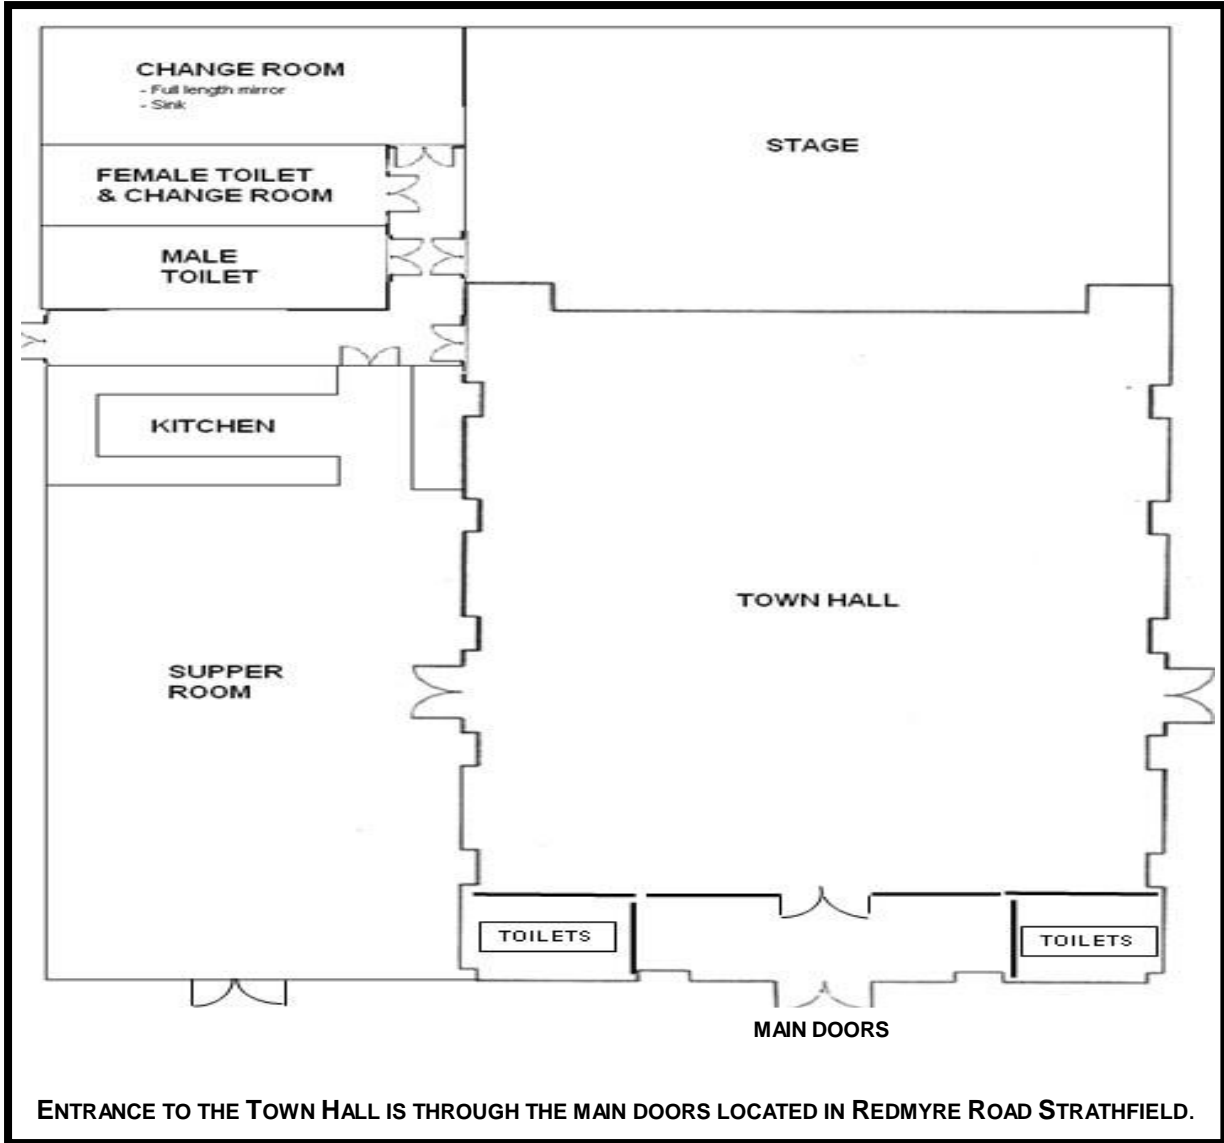 CHANGE ROOM
- Full length mirror
- Sink
STAGE
FEMALE TOILET
& CHANGE ROOM
MALE
TOILET
KITCHEN
TOWN HALL
SUPPER
ROOM
TOILETS
TOILETS
MAIN DOORS
ENTRANCE TO THE TOWN HALL IS THROUGH THE MAIN DOORS LOCATED IN REDMYRE ROAD STRATHFIELD.